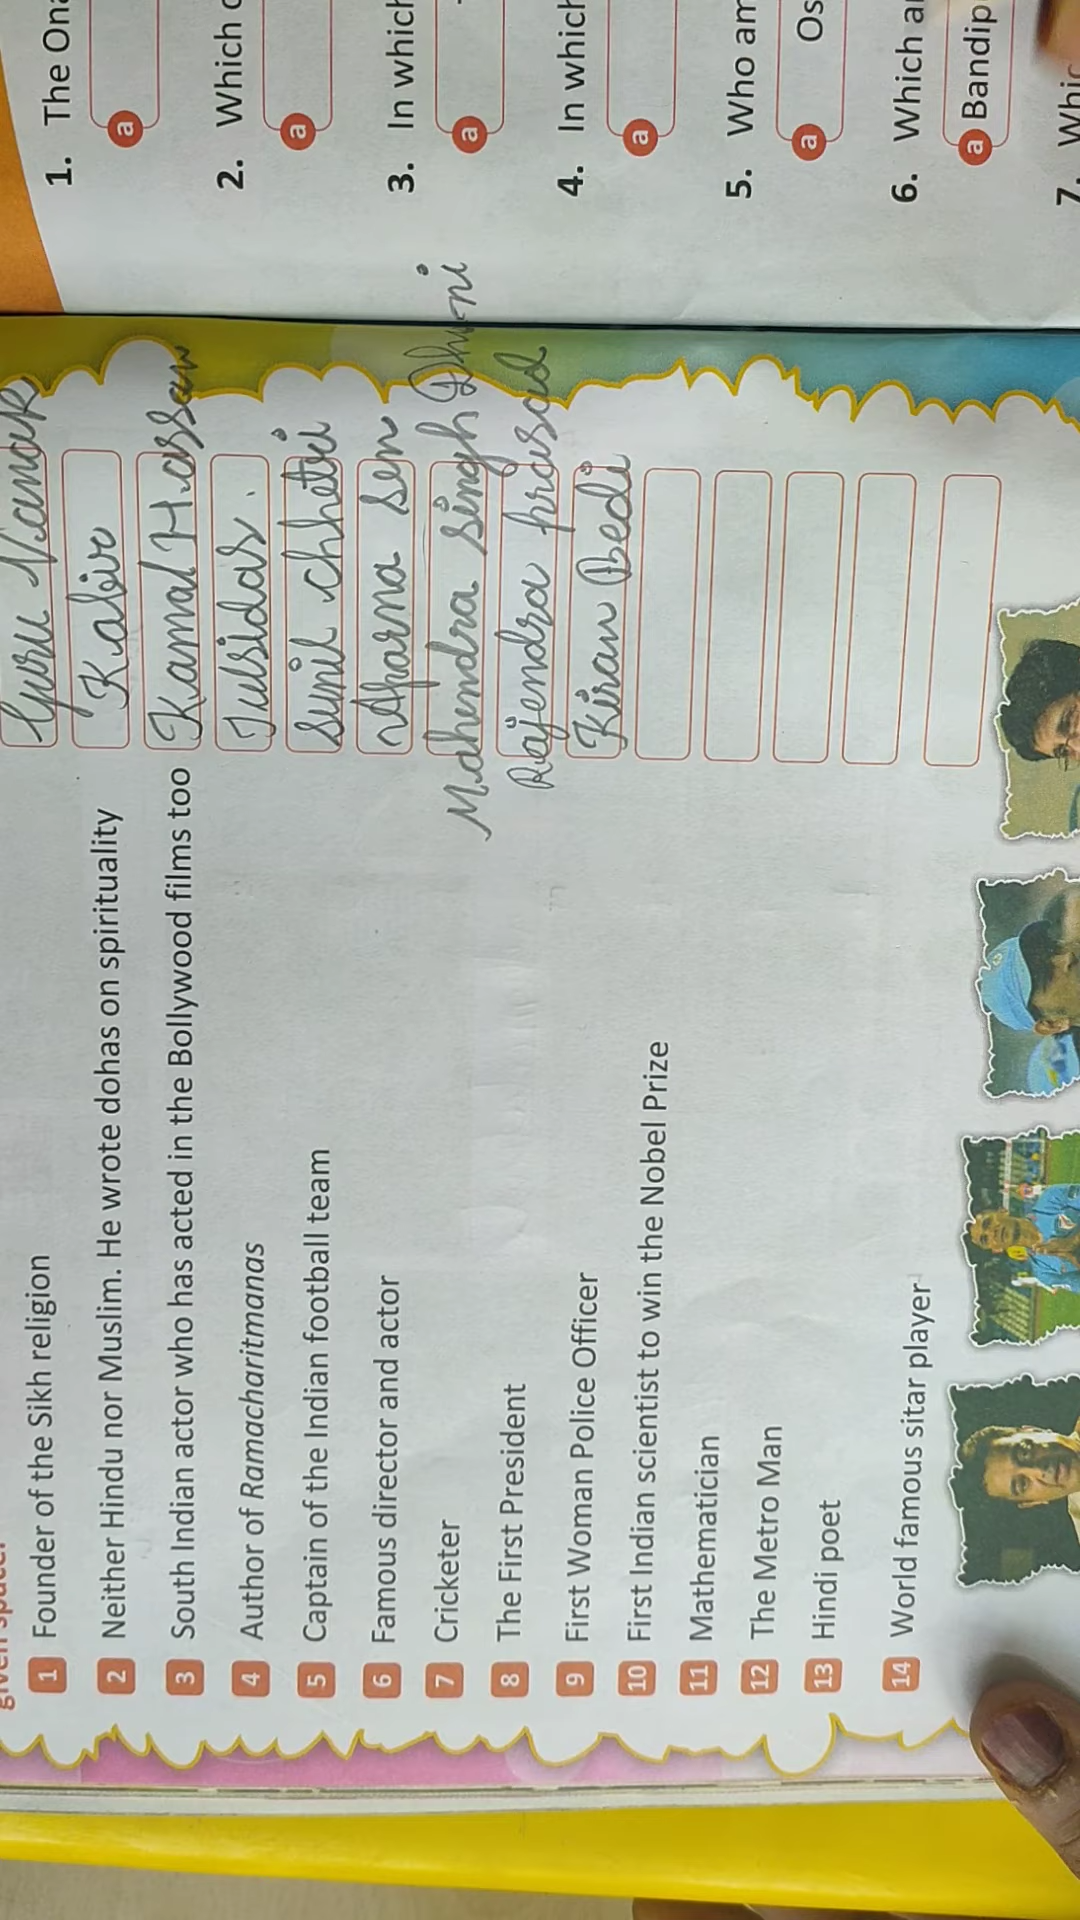 given space.
1 Founder of the Sikh religion Guru Nanak
2 Neither Hindu nor Muslim. He wrote dohas on spirituality Kabir
3 South Indian actor who has acted in the Bollywood films too Kamal Hassan
4 Author of Ramacharitmanas Tulsidas.
5 Captain of the Indian football team Sunil chhetri
6 Famous director and actor Aparna sen
7 Cricketer Mahendra singh Dhoni
8 The First President Rajendra prasad
9 First Woman Police Officer Kiran Bedi
10 First Indian scientist to win the Nobel Prize
11 Mathematician
12 The Metro Man
13 Hindi poet
14 World famous sitar player
1. The
a
2. Which
a
3. In which
a
4. In which
a
5. Who am
a Os
6. Which
a Bandip
7.